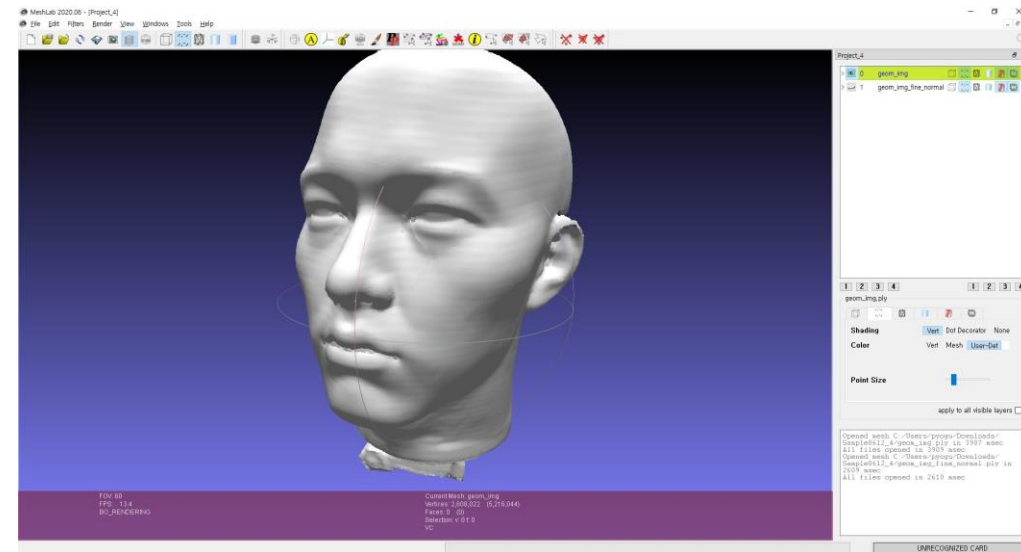 MeshLab 2020.06 - [Project_4]
File Edit Filters Render View Windows Tools Help
Project_4
0 geom_img
1 geom_img_fine_normal
1 2 3 4 1 2 3 4
geom_img.ply
Shading Vert Dot Decorator None
Color Vert Mesh User-Def
Point Size
apply to all visible layers
Opened mesh C:/Users/pyopu/Downloads/
Sample0612_4/geom_img ply in 3907 msec
All files opened in 3909 msec
Opened mesh C:/Users/pyopu/Downloads/
Sample0612_4/geom_img_fine_normal ply in
2609 msec
All files opened in 2610 msec
FOV: 60
FPS: 13.4
BO_RENDERING
Current Mesh: geom_img
Vertices: 2,608,022 (5,216,044)
Faces: 0 (0)
Selection: v: 0 f: 0
VC
UNRECOGNIZED CARD